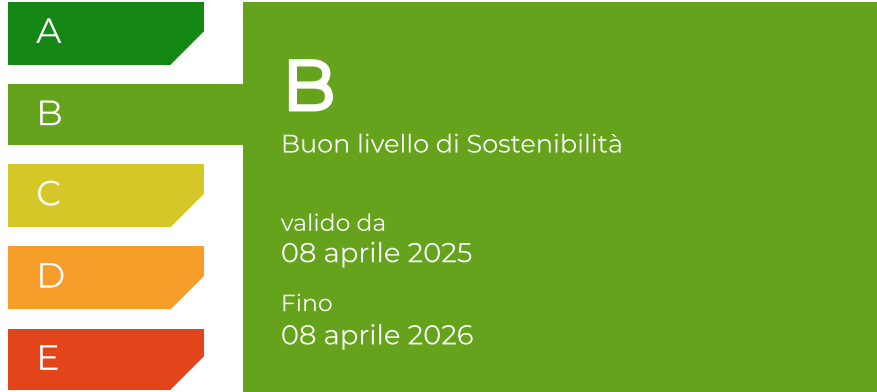 A
B
C
D
E
B
Buon livello di Sostenibilità
valido da
08 aprile 2025
Fino
08 aprile 2026